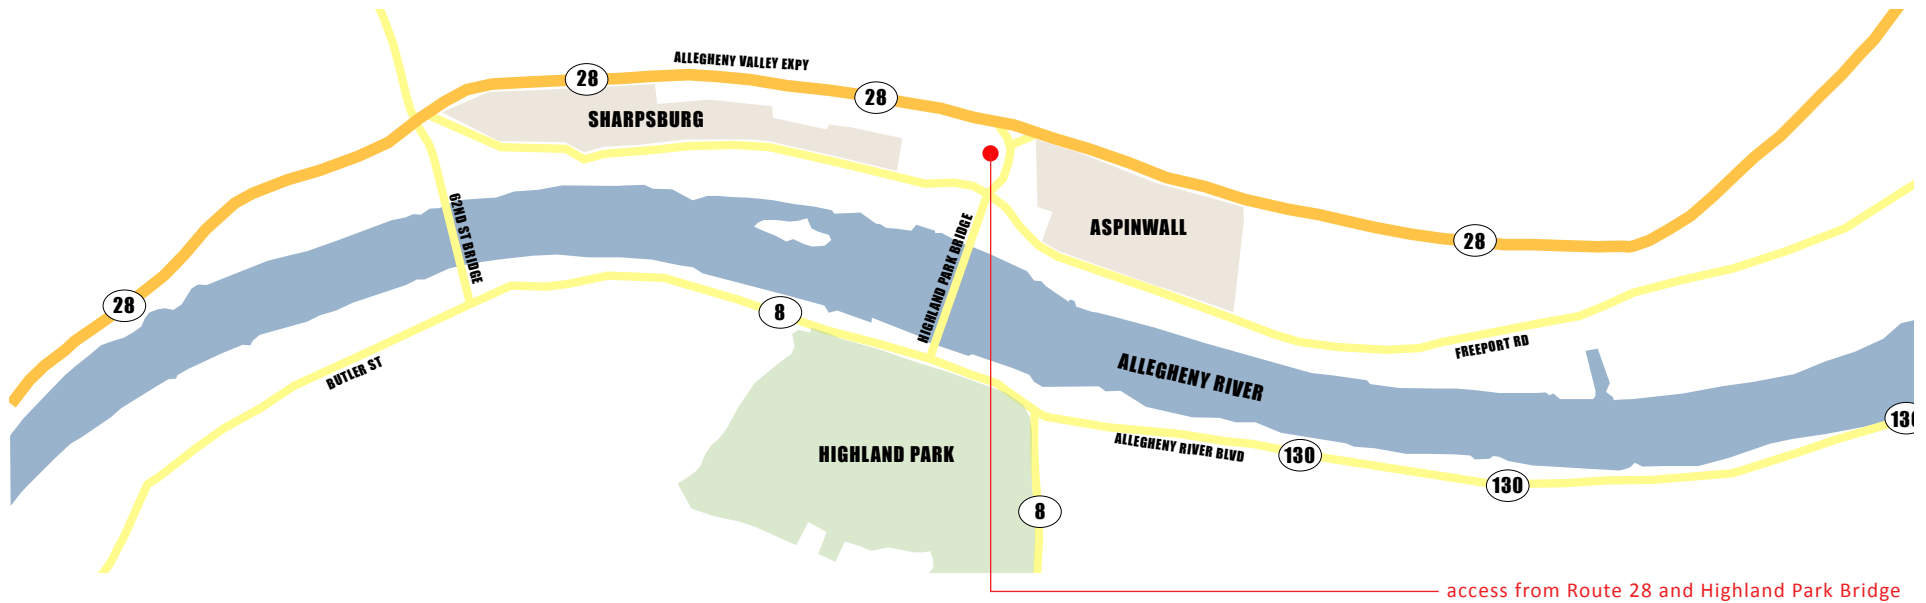 ALLEGHENY VALLEY EXPY
28
28
SHARPSBURG
62ND ST BRIDGE
HIGHLAND PARK BRIDGE
ASPINWALL
28
28
8
BUTLER ST
FREEPORT RD
ALLEGHENY RIVER
130
HIGHLAND PARK
ALLEGHENY RIVER BLVD
130
130
8
access from Route 28 and Highland Park Bridge